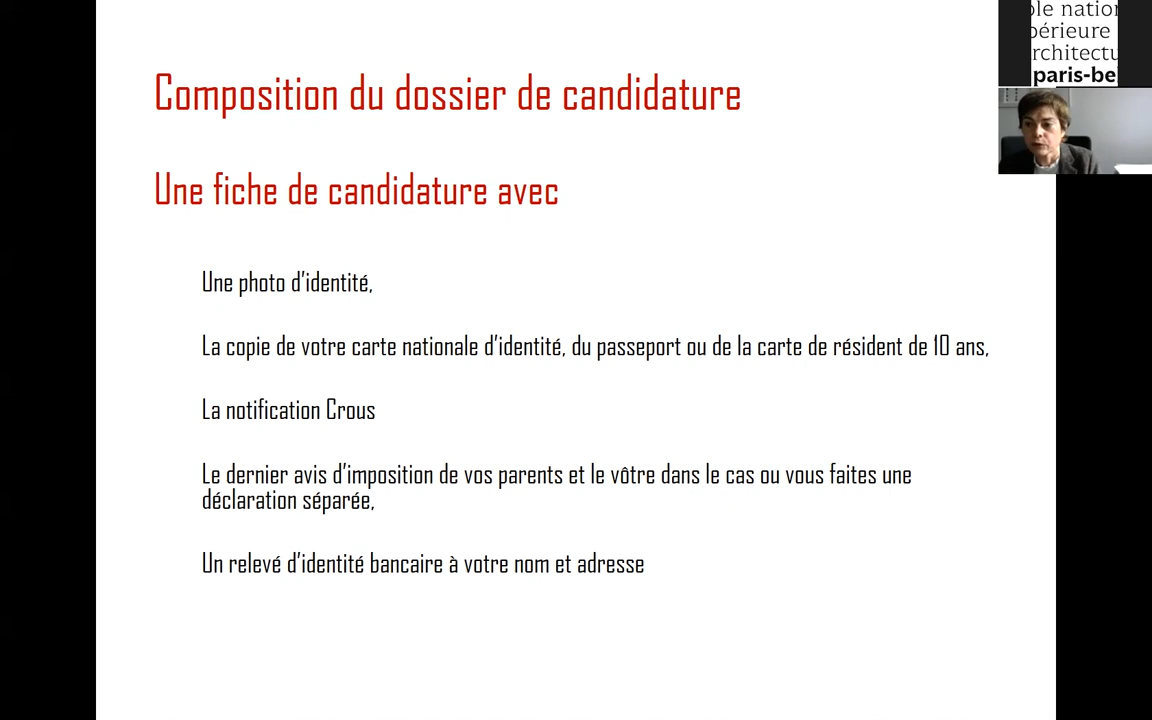 Composition du dossier de candidature
Une fiche de candidature avec
Une photo d'identité,
La copie de votre carte nationale d'identité, du passeport ou de la carte de résident de 10 ans,
La notification Crous
Le dernier avis d'imposition de vos parents et le vôtre dans le cas ou vous faites une
déclaration séparée,
Un relevé d'identité bancaire à votre nom et adresse
ole nation
périeure
rchitectu
paris-be